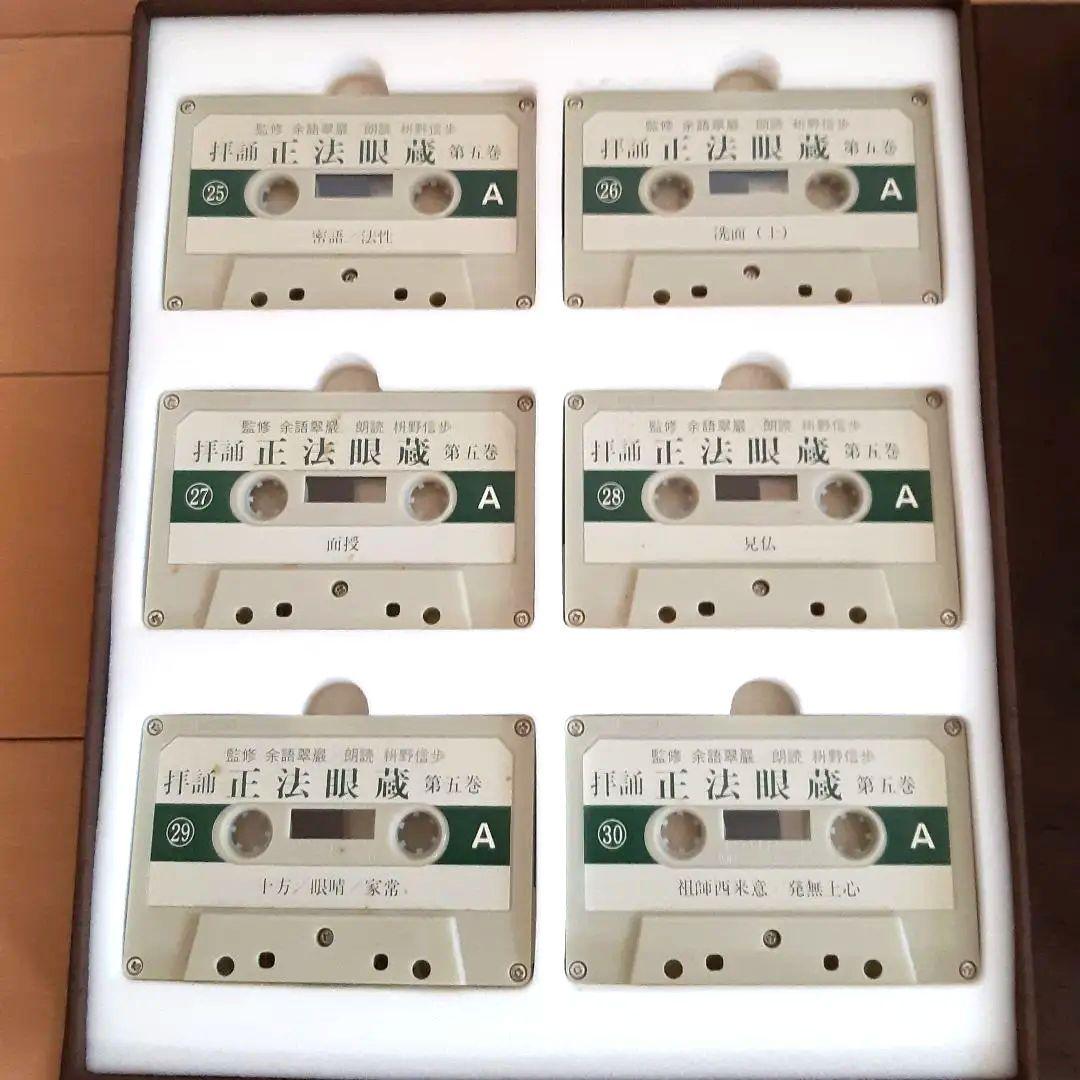 監修 余語翠巖 朗読 枡野信歩
拝誦 正法眼蔵 第五巻
㉕ A
密語／法性
監修 余語翠巖 朗読 枡野信歩
拝誦 正法眼蔵 第五巻
㉖ A
洗面（上）
監修 余語翠巖 朗読 枡野信歩
拝誦 正法眼蔵 第五巻
㉗ A
面授
監修 余語翠巖 朗読 枡野信歩
拝誦 正法眼蔵 第五巻
㉘ A
見仏
監修 余語翠巖 朗読 枡野信歩
拝誦 正法眼蔵 第五巻
㉙ A
十方／眼晴／家常
監修 余語翠巖 朗読 枡野信歩
拝誦 正法眼蔵 第五巻
㉚ A
祖師西来意／発無上心